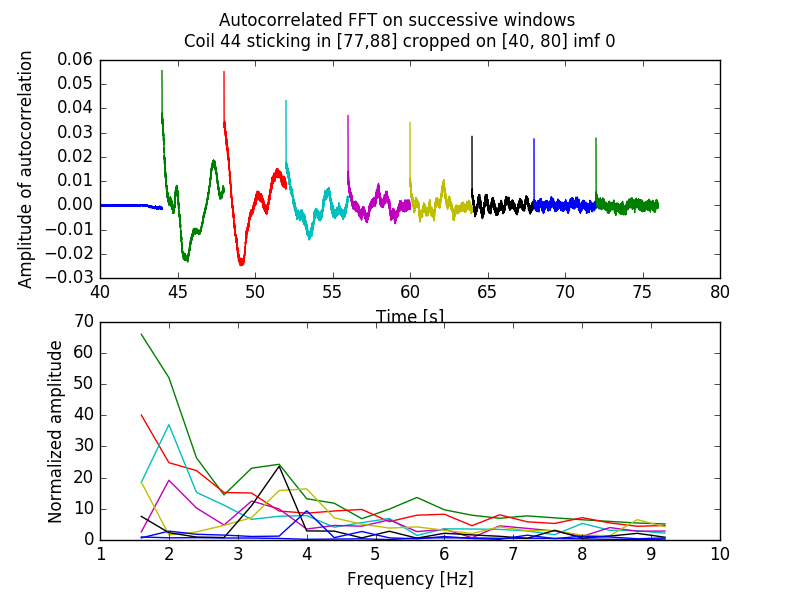 Autocorrelated FFT on successive windows
Coil 44 sticking in [77,88] cropped on [40, 80] imf 0
Amplitude of autocorrelation
0.06
0.05
0.04
0.03
0.02
0.01
0.00
−0.01
−0.02
−0.03
40 45 50 55 60 65 70 75 80
Time [s]
Normalized amplitude
70
60
50
40
30
20
10
0
1 2 3 4 5 6 7 8 9 10
Frequency [Hz]